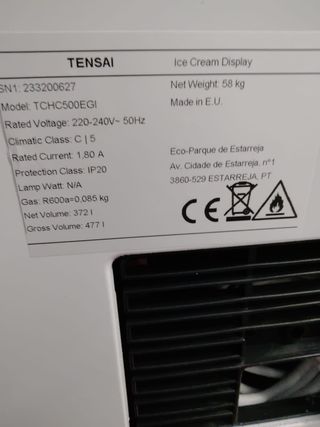 TENSAI
SN1: 233200627
Model: TCHC500EGI
Rated Voltage: 220-240V~ 50Hz
Climatic Class: C | 5
Rated Current: 1,80 A
Protection Class: IP20
Lamp Watt: N/A
Gas: R600a=0,085 kg
Net Volume: 372 l
Gross Volume: 477 l
Ice Cream Display
Net Weight: 58 kg
Made in E.U.
Eco-Parque de Estarreja
Av. Cidade de Estarreja, nº1
3860-529 ESTARREJA, PT
CE